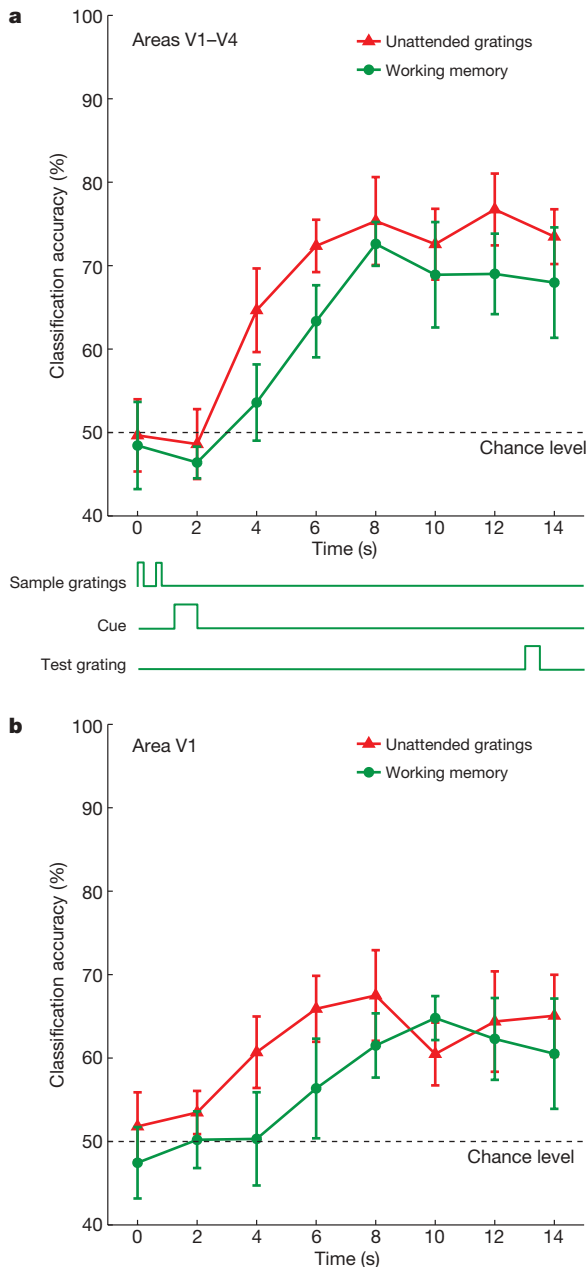 a
Areas V1–V4
Unattended gratings
Working memory
Classification accuracy (%)
100
90
80
70
60
50
40
Chance level
0 2 4 6 8 10 12 14
Time (s)
Sample gratings
Cue
Test grating
b
Area V1
Unattended gratings
Working memory
Classification accuracy (%)
100
90
80
70
60
50
40
Chance level
0 2 4 6 8 10 12 14
Time (s)